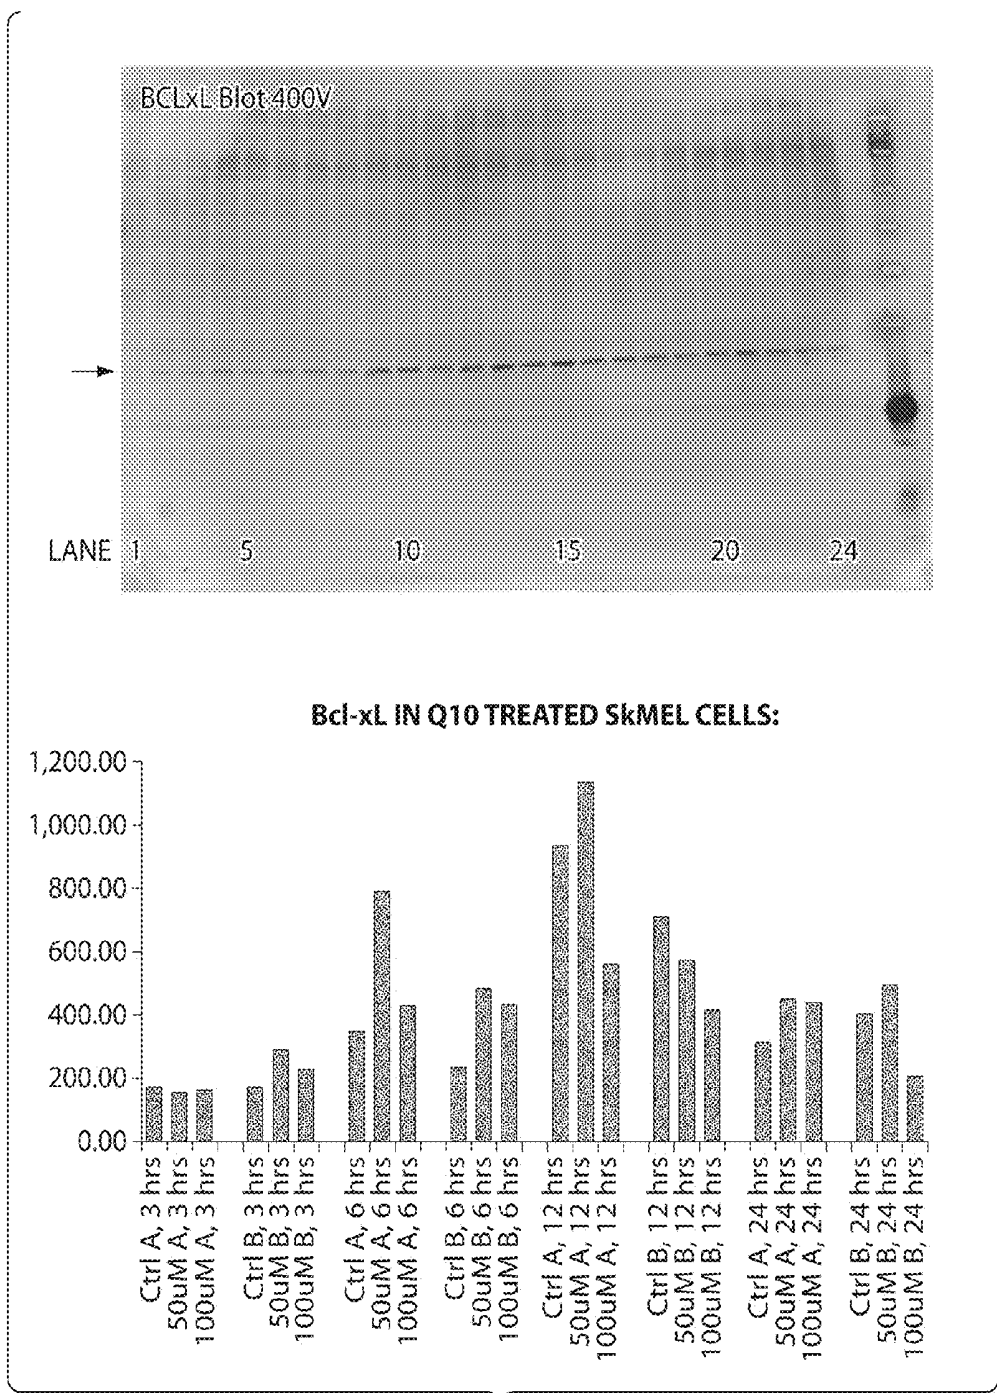 BCLxL Blot 400V
LANE 1 5 10 15 20 24
Bcl-xL IN Q10 TREATED SkMEL CELLS:
1,200.00
1,000.00
800.00
600.00
400.00
200.00
0.00
Ctrl A, 3 hrs
50uM A, 3 hrs
100uM A, 3 hrs
Ctrl B, 3 hrs
50uM B, 3 hrs
100uM B, 3 hrs
Ctrl A, 6 hrs
50uM A, 6 hrs
100uM A, 6 hrs
Ctrl B, 6 hrs
50uM B, 6 hrs
100uM B, 6 hrs
Ctrl A, 12 hrs
50uM A, 12 hrs
100uM A, 12 hrs
Ctrl B, 12 hrs
50uM B, 12 hrs
100uM B, 12 hrs
Ctrl A, 24 hrs
50uM A, 24 hrs
100uM A, 24 hrs
Ctrl B, 24 hrs
50uM B, 24 hrs
100uM B, 24 hrs